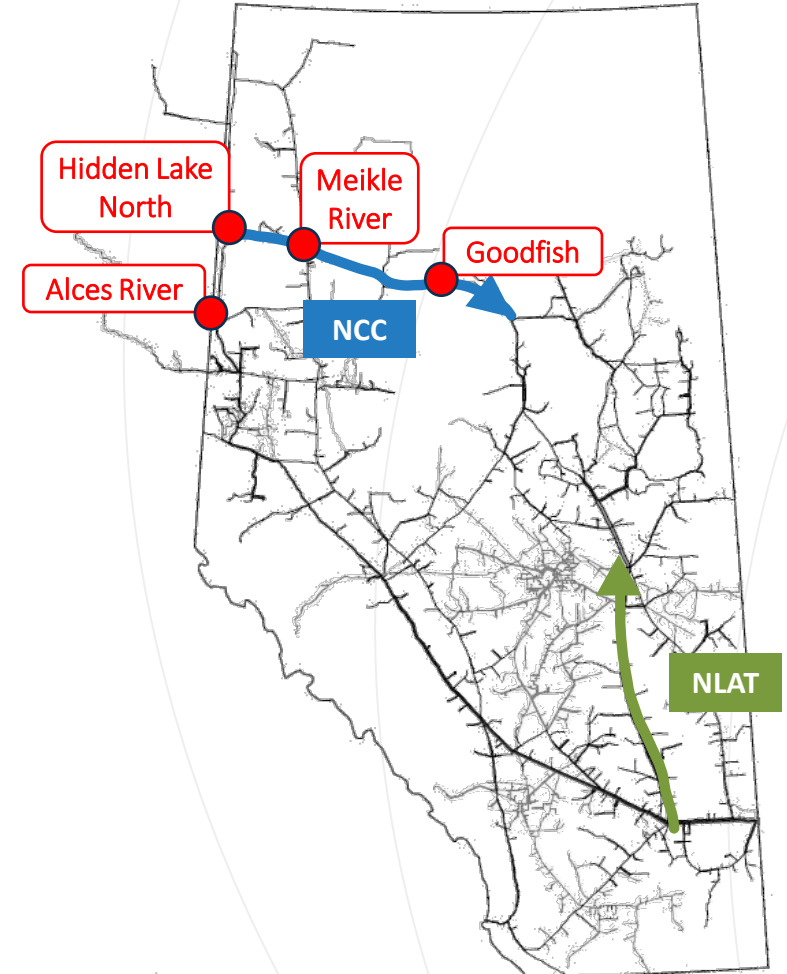 Hidden Lake
North
Meikle
River
Goodfish
Alces River
NCC
NLAT